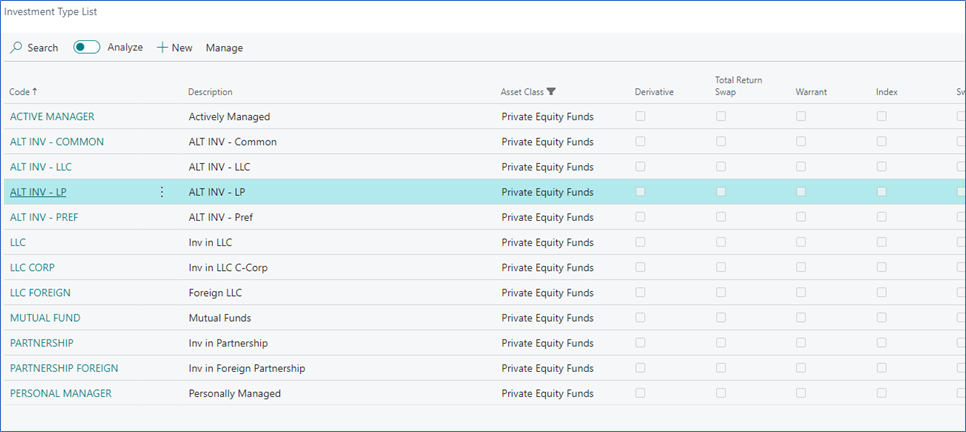 Investment Type List
Search Analyze New Manage
Code↑ Description Asset Class Derivative Total Return Swap Warrant Index Sw
ACTIVE MANAGER Actively Managed Private Equity Funds
ALT INV - COMMON ALT INV - Common Private Equity Funds
ALT INV - LLC ALT INV - LLC Private Equity Funds
ALT INV - LP ALT INV - LP Private Equity Funds
ALT INV - PREF ALT INV - Pref Private Equity Funds
LLC Inv in LLC Private Equity Funds
LLC CORP Inv in LLC C-Corp Private Equity Funds
LLC FOREIGN Foreign LLC Private Equity Funds
MUTUAL FUND Mutual Funds Private Equity Funds
PARTNERSHIP Inv in Partnership Private Equity Funds
PARTNERSHIP FOREIGN Inv in Foreign Partnership Private Equity Funds
PERSONAL MANAGER Personally Managed Private Equity Funds